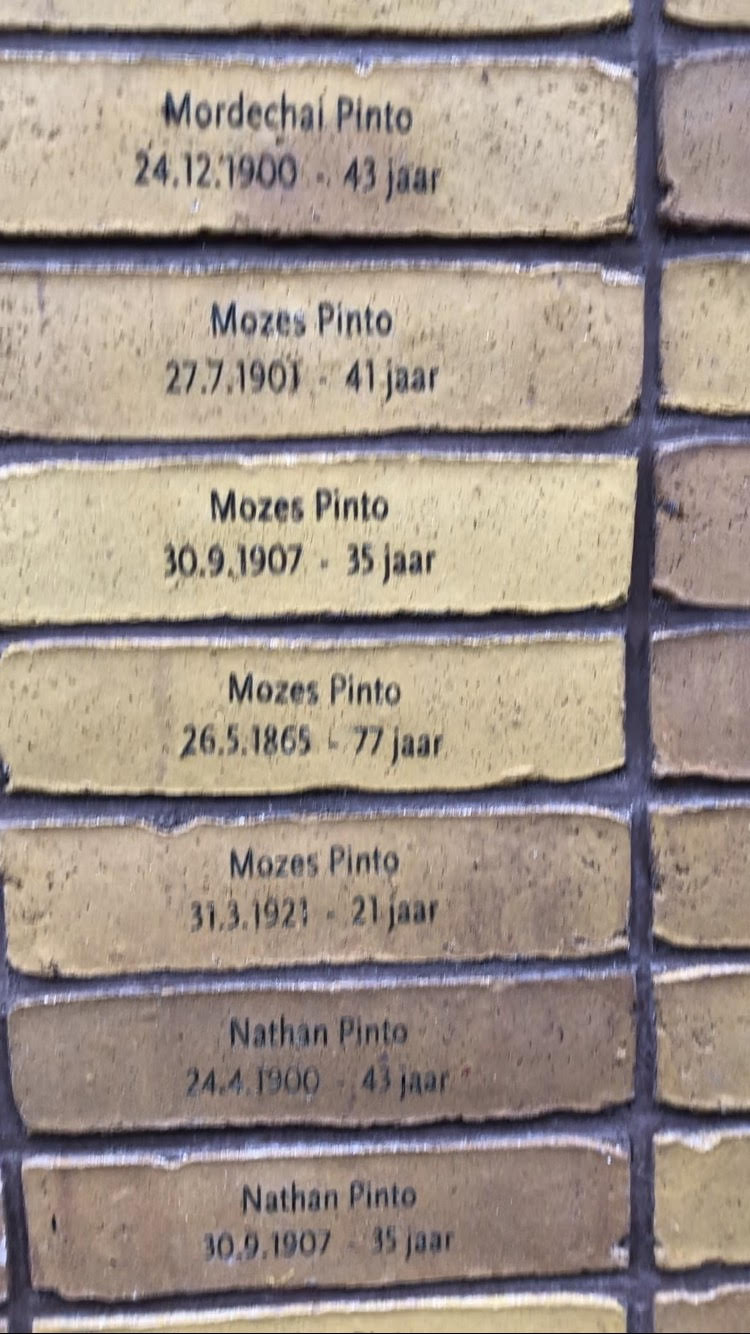 Mordechai Pinto
24.12.1900 - 43 jaar
Mozes Pinto
27.7.1901 - 41 jaar
Mozes Pinto
30.9.1907 - 35 jaar
Mozes Pinto
26.5.1865 - 77 jaar
Mozes Pinto
31.3.1921 - 21 jaar
Nathan Pinto
24.4.1900 - 43 jaar
Nathan Pinto
30.9.1907 - 35 jaar